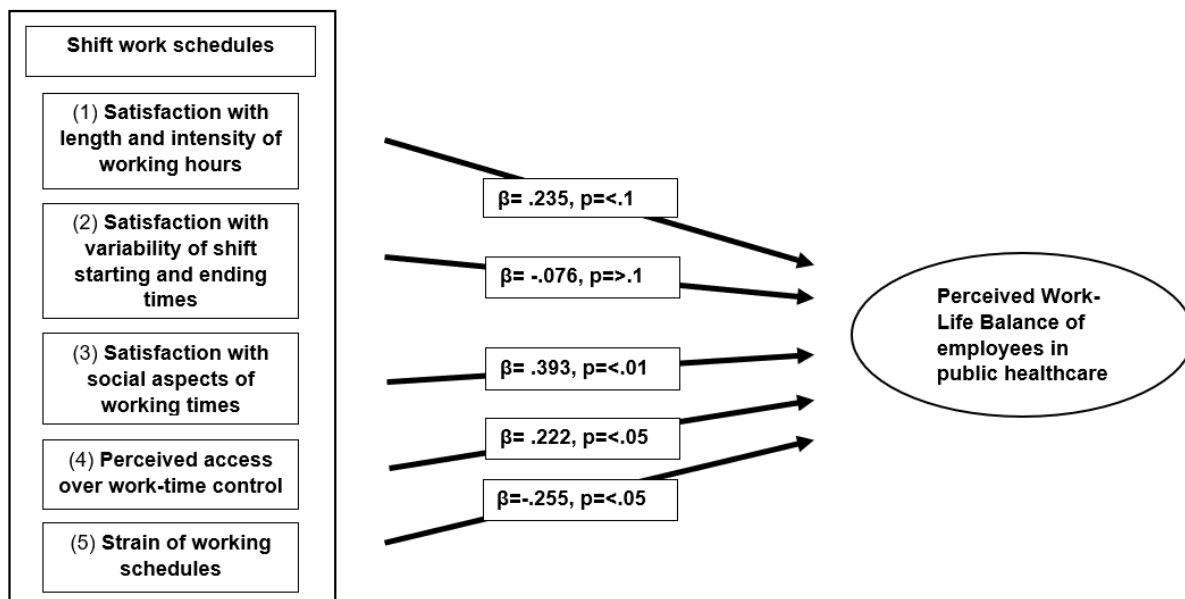 Shift work schedules
(1) Satisfaction with
length and intensity of
working hours
(2) Satisfaction with
variability of shift
starting and ending
times
(3) Satisfaction with
social aspects of
working times
(4) Perceived access
over work-time control
(5) Strain of working
schedules
β= .235, p=<.1
β= -.076, p=>.1
β= .393, p=<.01
β= .222, p=<.05
β=-.255, p=<.05
Perceived Work-
Life Balance of
employees in
public healthcare